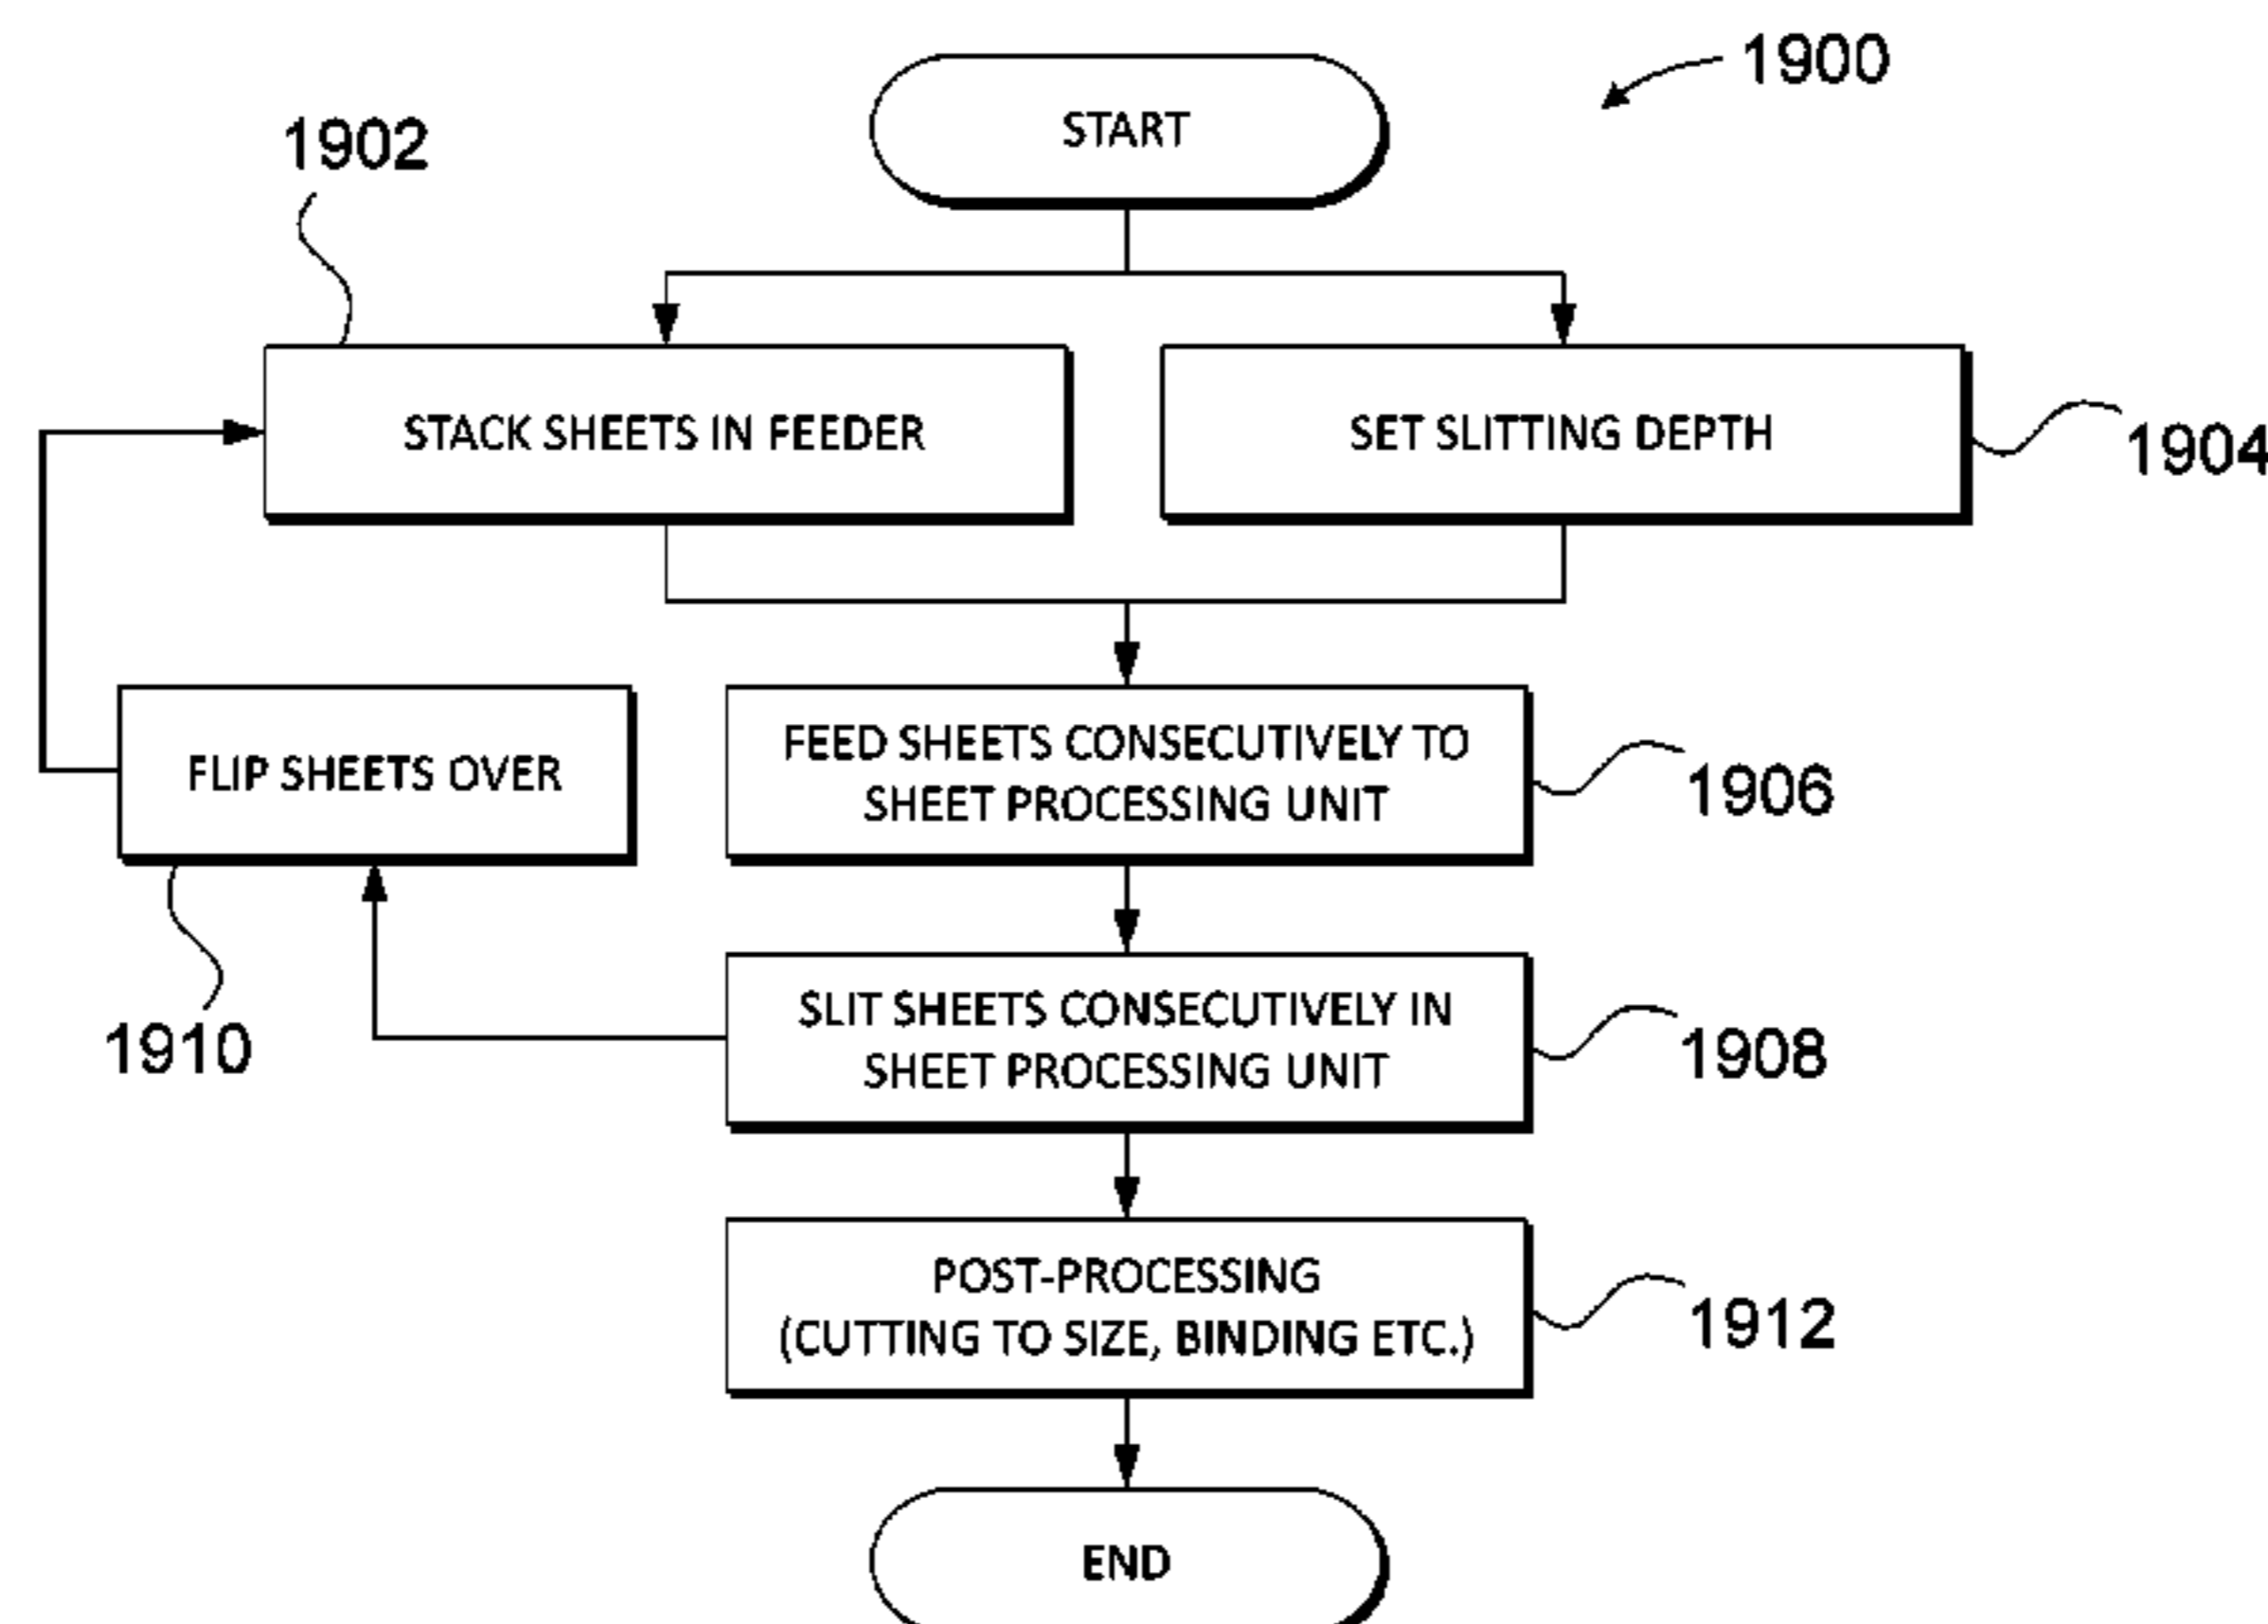 1900
START
1902
STACK SHEETS IN FEEDER
SET SLITTING DEPTH
1904
FLIP SHEETS OVER
FEED SHEETS CONSECUTIVELY TO
SHEET PROCESSING UNIT
1906
1910
SLIT SHEETS CONSECUTIVELY IN
SHEET PROCESSING UNIT
1908
POST-PROCESSING
(CUTTING TO SIZE, BINDING ETC.)
1912
END